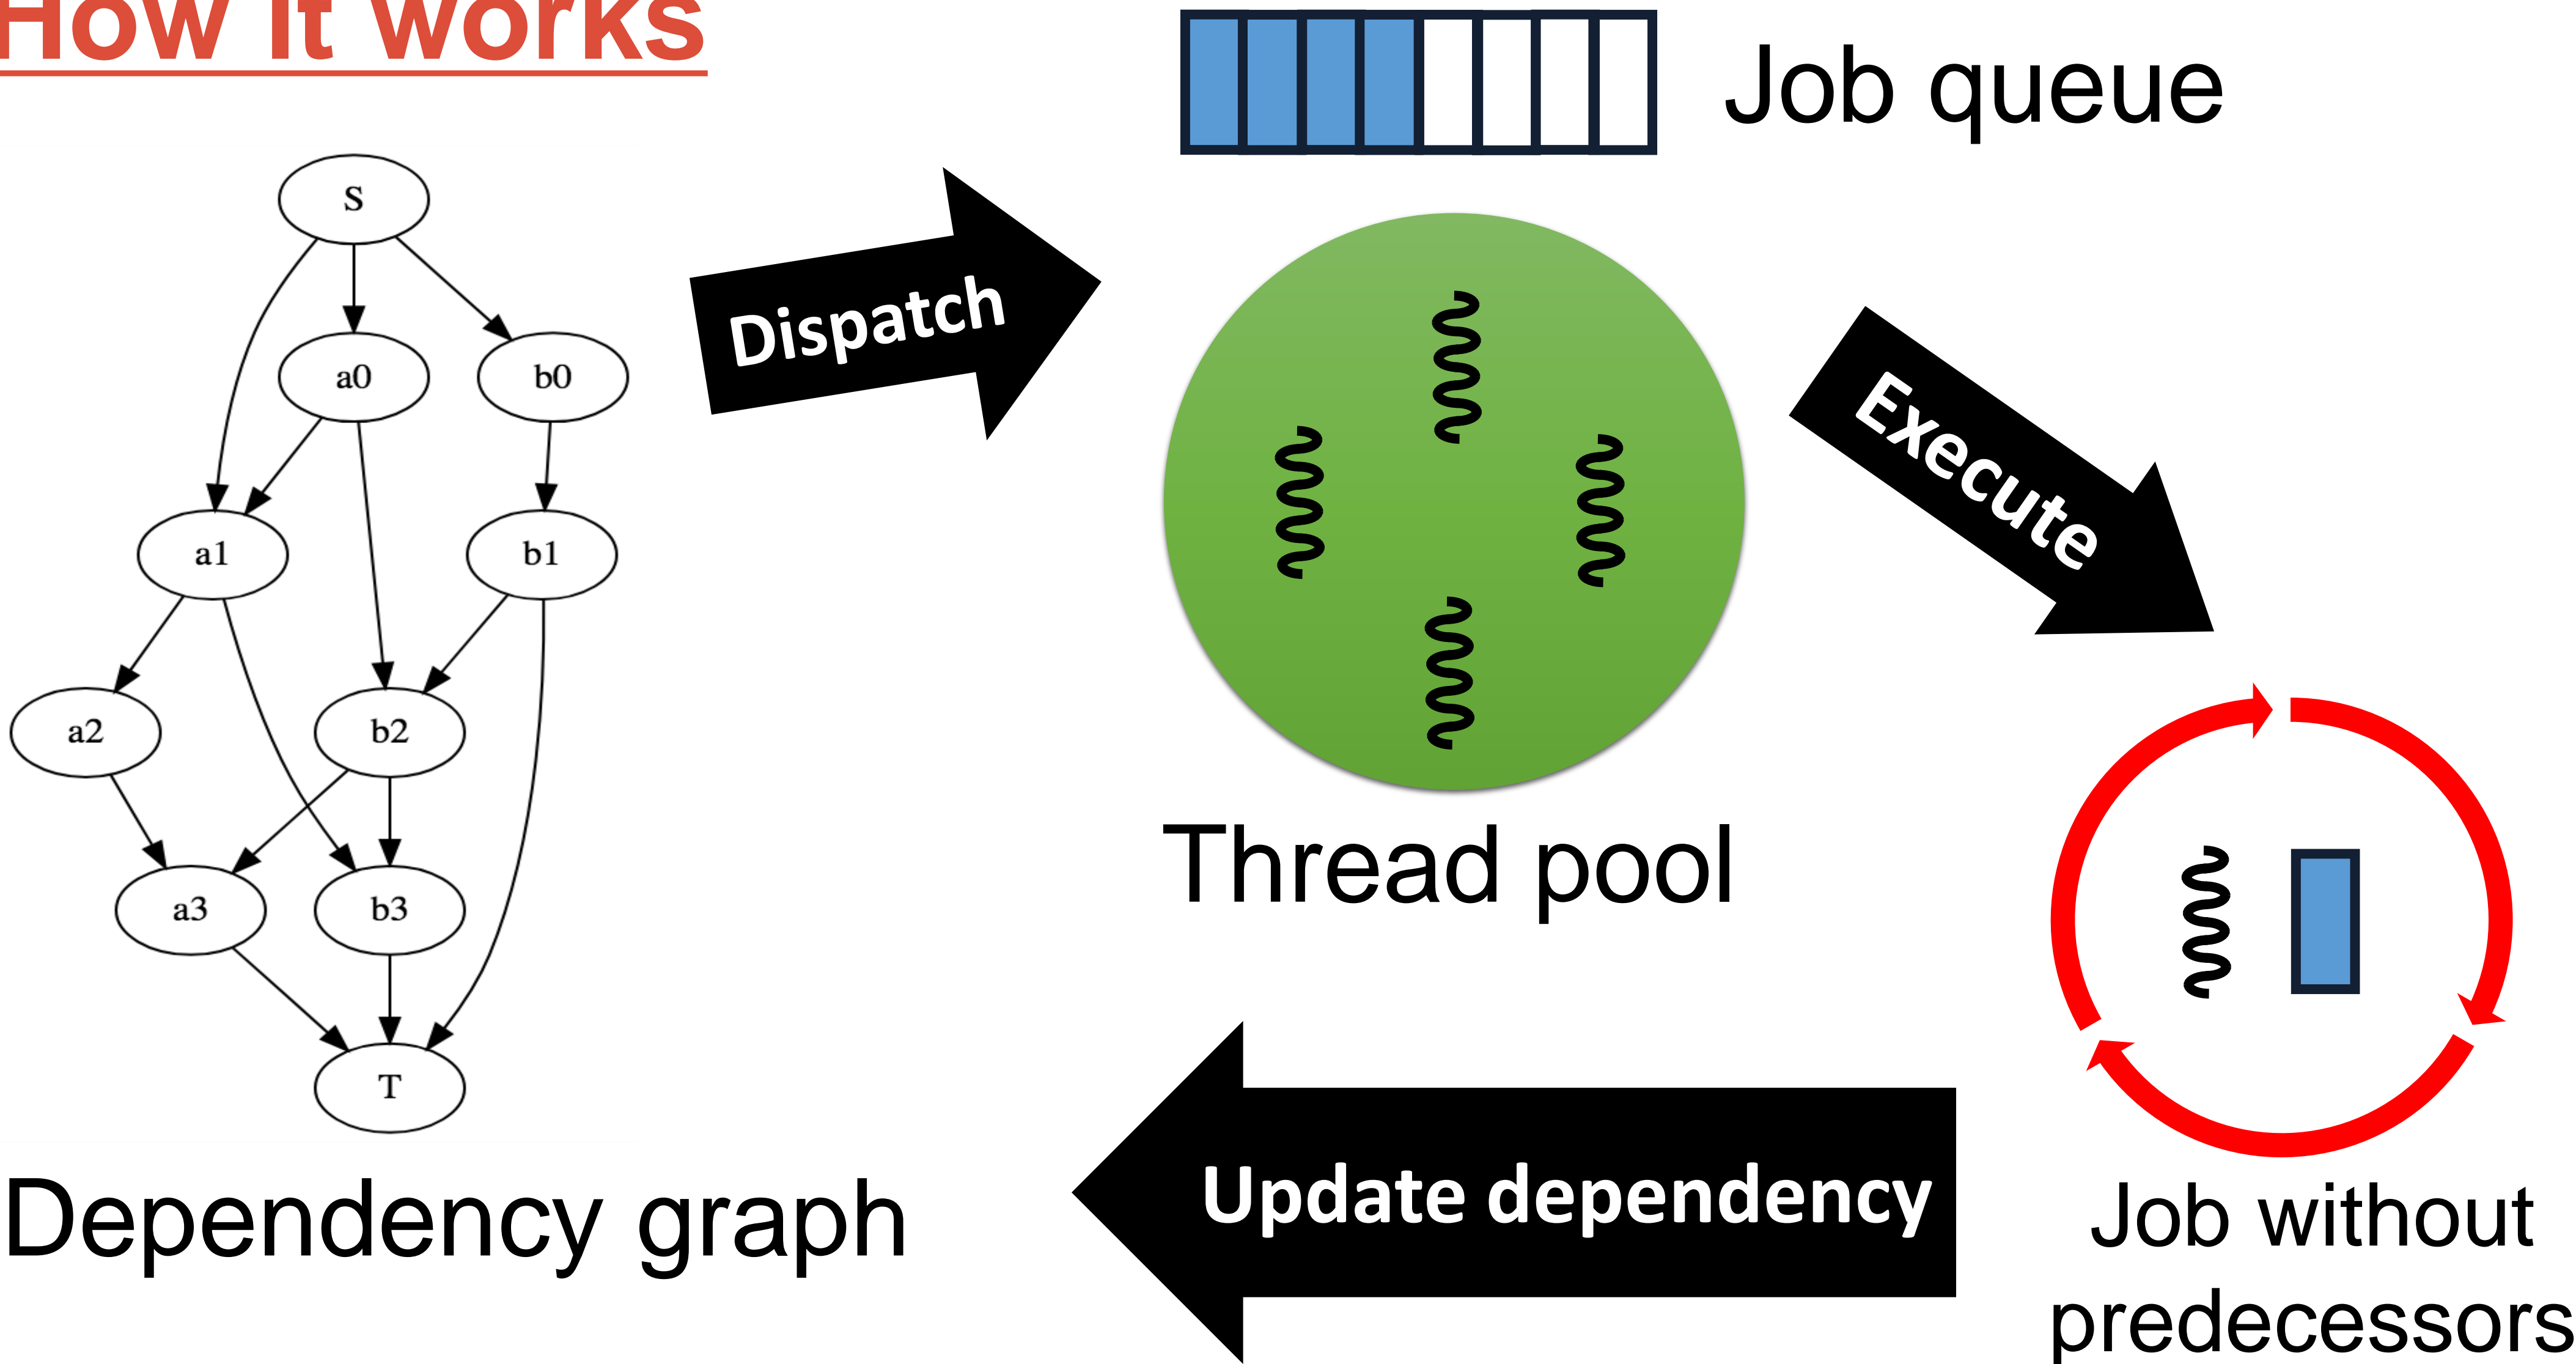 How it works
Job queue
S
a0
b0
Dispatch
Execute
a1
b1
a2
b2
a3
b3
T
Thread pool
Dependency graph
Update dependency
Job without
predecessors